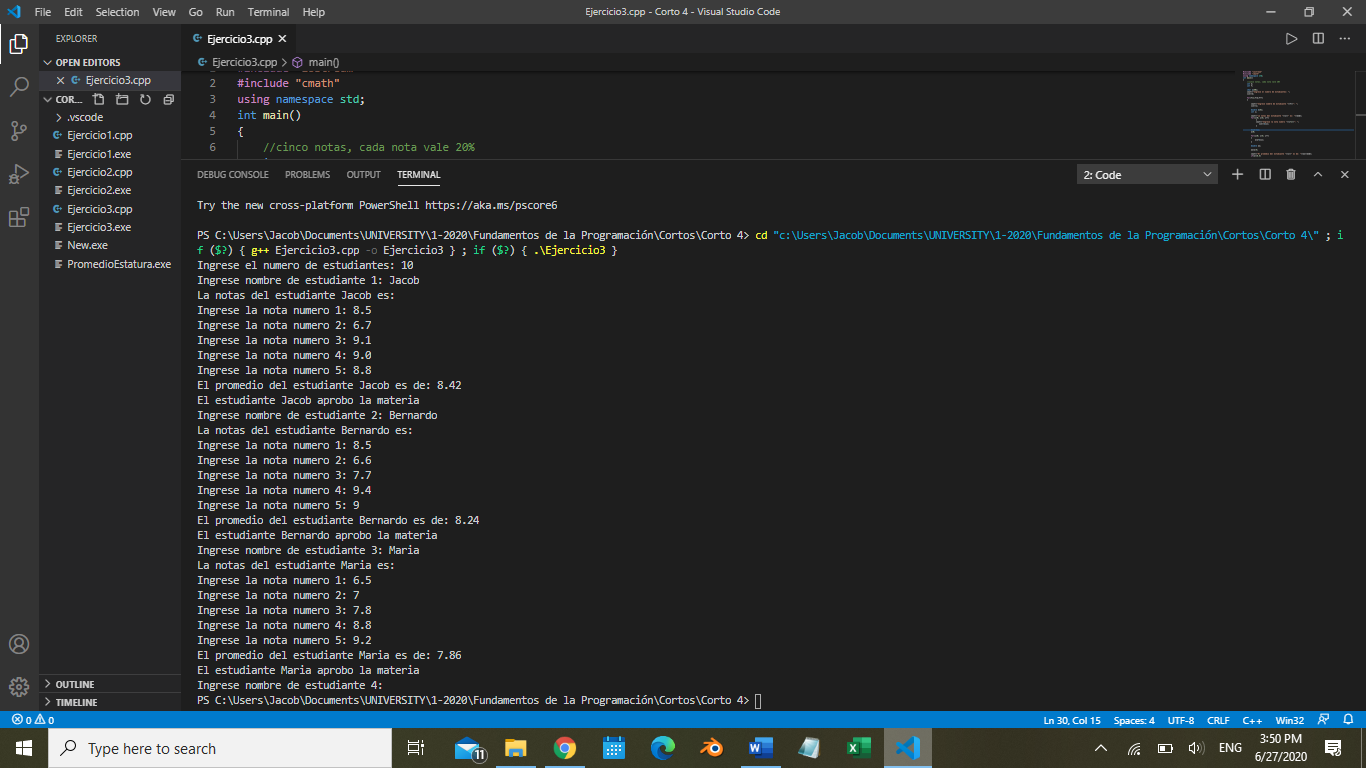 File Edit Selection View Go Run Terminal Help
Ejercicio3.cpp - Corto 4 - Visual Studio Code
EXPLORER
OPEN EDITORS
Ejercicio3.cpp
COR...
.vscode
Ejercicio1.cpp
Ejercicio1.exe
Ejercicio2.cpp
Ejercicio2.exe
Ejercicio3.cpp
Ejercicio3.exe
New.exe
PromedioEstatura.exe
OUTLINE
TIMELINE
Ejercicio3.cpp
Ejercicio3.cpp > main()
2 #include "cmath"
3 using namespace std;
4 int main()
5 {
6 //cinco notas, cada nota vale 20%
DEBUG CONSOLE PROBLEMS OUTPUT TERMINAL
2: Code
Try the new cross-platform PowerShell https://aka.ms/pscore6
PS C:\Users\Jacob\Documents\UNIVERSITY\1-2020\Fundamentos de la Programación\Cortos\Corto 4> cd "c:\Users\Jacob\Documents\UNIVERSITY\1-2020\Fundamentos de la Programación\Cortos\Corto 4\" ; i
f ($?) { g++ Ejercicio3.cpp -o Ejercicio3 } ; if ($?) { .\Ejercicio3 }
Ingrese el numero de estudiantes: 10
Ingrese nombre de estudiante 1: Jacob
La notas del estudiante Jacob es:
Ingrese la nota numero 1: 8.5
Ingrese la nota numero 2: 6.7
Ingrese la nota numero 3: 9.1
Ingrese la nota numero 4: 9.0
Ingrese la nota numero 5: 8.8
El promedio del estudiante Jacob es de: 8.42
El estudiante Jacob aprobo la materia
Ingrese nombre de estudiante 2: Bernardo
La notas del estudiante Bernardo es:
Ingrese la nota numero 1: 8.5
Ingrese la nota numero 2: 6.6
Ingrese la nota numero 3: 7.7
Ingrese la nota numero 4: 9.4
Ingrese la nota numero 5: 9
El promedio del estudiante Bernardo es de: 8.24
El estudiante Bernardo aprobo la materia
Ingrese nombre de estudiante 3: Maria
La notas del estudiante Maria es:
Ingrese la nota numero 1: 6.5
Ingrese la nota numero 2: 7
Ingrese la nota numero 3: 7.8
Ingrese la nota numero 4: 8.8
Ingrese la nota numero 5: 9.2
El promedio del estudiante Maria es de: 7.86
El estudiante Maria aprobo la materia
Ingrese nombre de estudiante 4:
PS C:\Users\Jacob\Documents\UNIVERSITY\1-2020\Fundamentos de la Programación\Cortos\Corto 4>
0 0
Ln 30, Col 15 Spaces: 4 UTF-8 CRLF C++ Win32
Type here to search
11
ENG
3:50 PM
6/27/2020